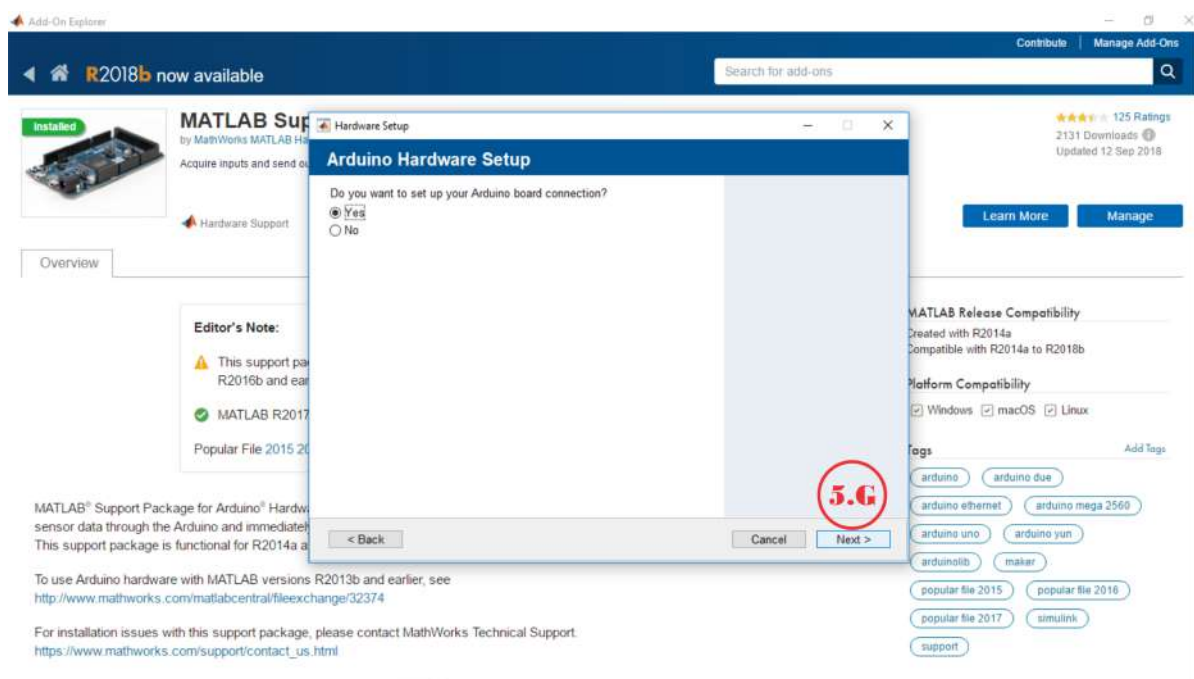 Add-On Explorer
Contribute | Manage Add-Ons
R2018b now available
Search for add-ons
Installed
MATLAB Sup
by MathWorks MATLAB Ha
Acquire inputs and send ou
Hardware Support
125 Ratings
2131 Downloads
Updated 12 Sep 2018
Learn More
Manage
Overview
Hardware Setup
Arduino Hardware Setup
Do you want to set up your Arduino board connection?
Yes
No
5.G
< Back
Cancel
Next >
Editor's Note:
This support pa
R2016b and ear
MATLAB R2017
Popular File 2015 20
MATLAB® Support Package for Arduino® Hardwa
sensor data through the Arduino and immediatel
This support package is functional for R2014a a
To use Arduino hardware with MATLAB versions R2013b and earlier, see
http://www.mathworks.com/matlabcentral/fileexchange/32374
For installation issues with this support package, please contact MathWorks Technical Support.
https://www.mathworks.com/support/contact_us.html
MATLAB Release Compatibility
Created with R2014a
Compatible with R2014a to R2018b
Platform Compatibility
Windows macOS Linux
Tags
Add Tags
arduino arduino due
arduino ethernet arduino mega 2560
arduino uno arduino yun
arduinolib maker
popular file 2015 popular file 2016
popular file 2017 simulink
support